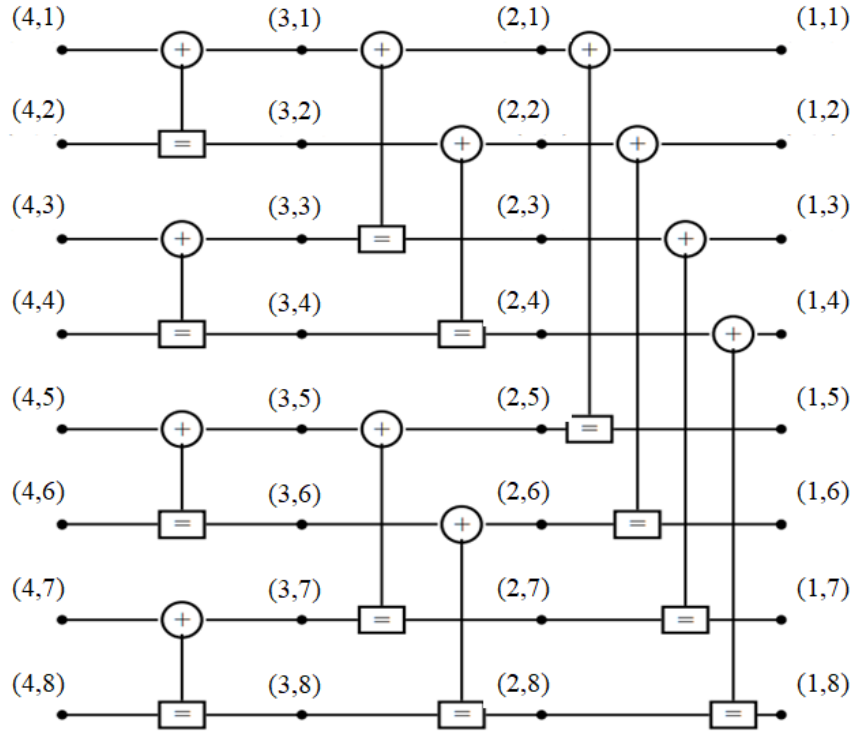 (4,1) (3,1) (2,1) (1,1)
+ + +
(4,2) (3,2) (2,2) (1,2)
= + +
(4,3) (3,3) (2,3) (1,3)
+ = +
(4,4) (3,4) (2,4) (1,4)
= = +
(4,5) (3,5) (2,5) (1,5)
+ + =
(4,6) (3,6) (2,6) (1,6)
= + =
(4,7) (3,7) (2,7) (1,7)
+ = =
(4,8) (3,8) (2,8) (1,8)
= = =